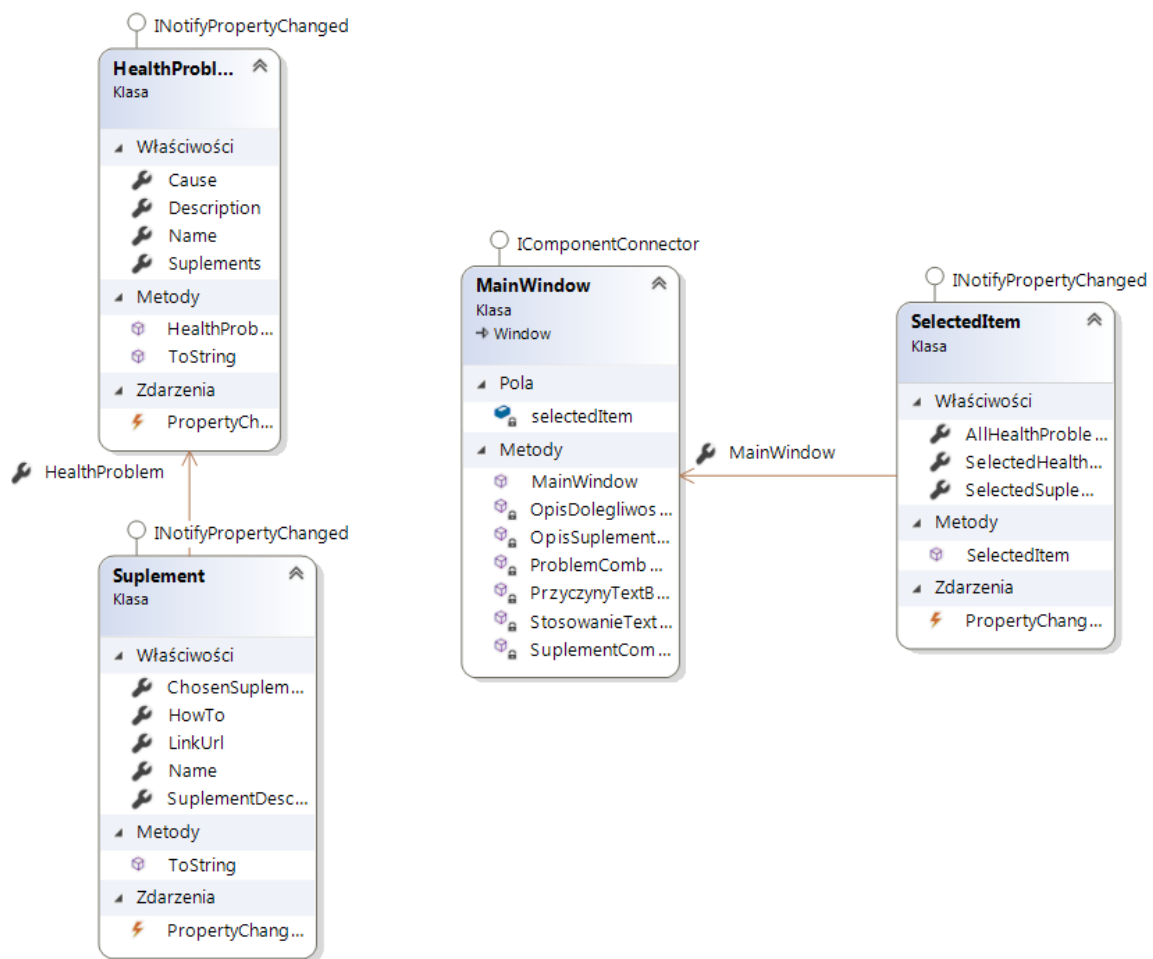 INotifyPropertyChanged
HealthProbl...
Klasa
Właściwości
Cause
Description
Name
Suplements
Metody
HealthProb...
ToString
Zdarzenia
PropertyCh...
HealthProblem
INotifyPropertyChanged
Suplement
Klasa
Właściwości
ChosenSuplem...
HowTo
LinkUrl
Name
SuplementDesc...
Metody
ToString
Zdarzenia
PropertyChang...
IComponentConnector
MainWindow
Klasa
Window
Pola
selectedItem
Metody
MainWindow
OpisDolegliwos...
OpisSuplement...
ProblemComb...
PrzyczynyTextB...
StosowanieText...
SuplementCom...
MainWindow
INotifyPropertyChanged
SelectedItem
Klasa
Właściwości
AllHealthProble...
SelectedHealth...
SelectedSuple...
Metody
SelectedItem
Zdarzenia
PropertyChang...